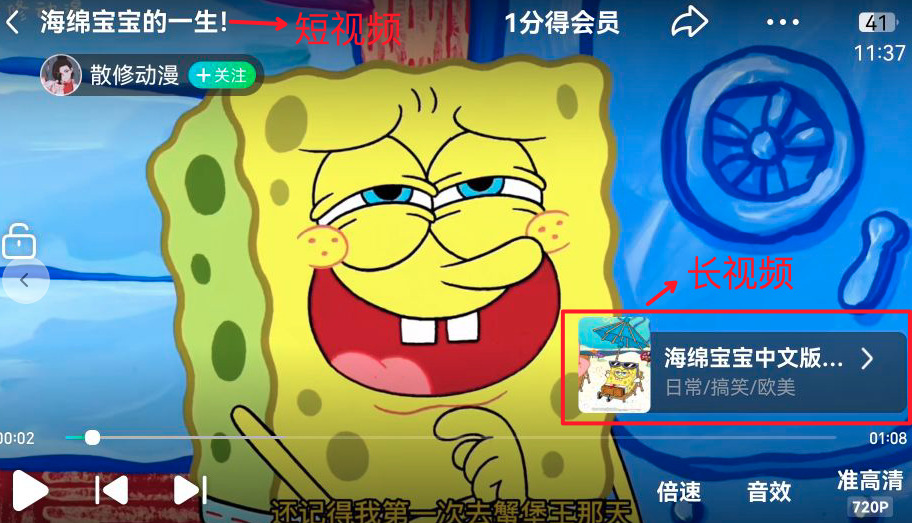 海绵宝宝的一生!
短视频
1分得会员
41
11:37
散修动漫
+关注
长视频
海绵宝宝中文版...
日常/搞笑/欧美
00:02
01:08
倍速
音效
准高清
720P
还记得我第一次去蟹堡王那天